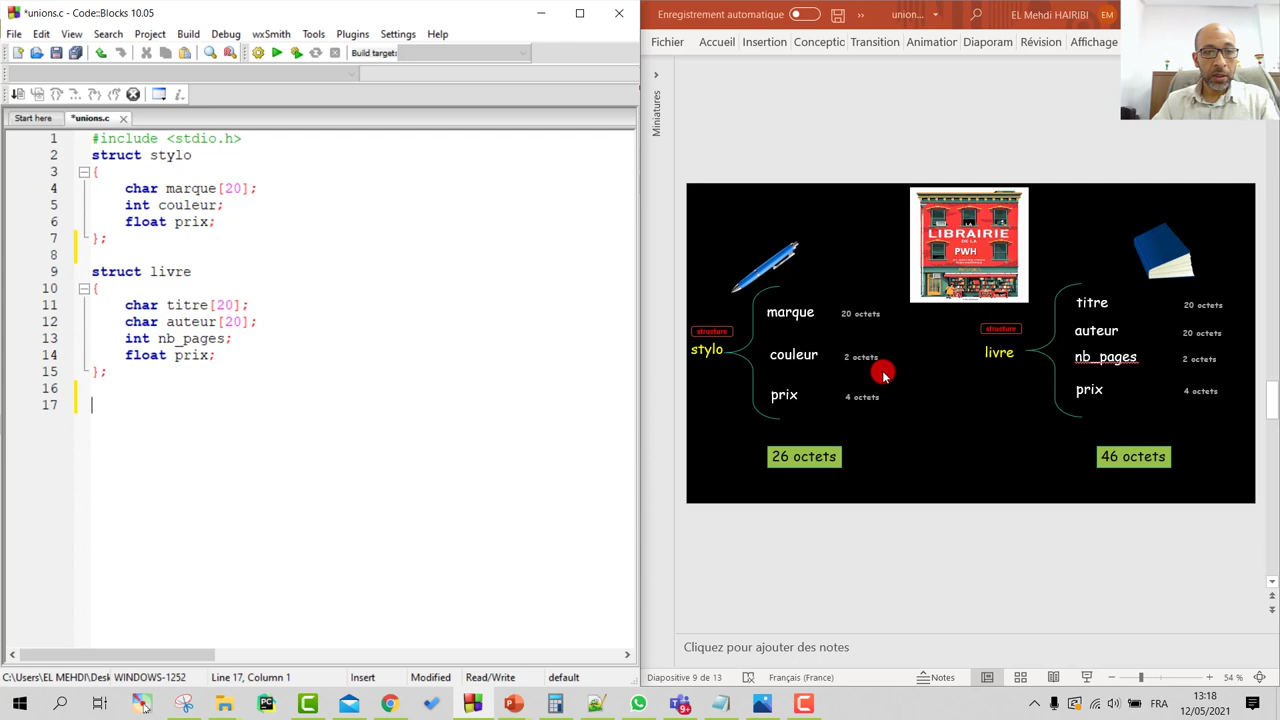 *unions.c - Code::Blocks 10.05
File Edit View Search Project Build Debug wxSmith Tools Plugins Settings Help
Build target:
Start here *unions.c
1 #include <stdio.h>
2 struct stylo
3 {
4 char marque[20];
5 int couleur;
6 float prix;
7 };
8
9 struct livre
10 {
11 char titre[20];
12 char auteur[20];
13 int nb_pages;
14 float prix;
15 };
16
17
C:\Users\EL MEHDI\HAIRIBI\ WINDOWS-1252 Line 17, Column 1 Insert Modified Read/Write default
Enregistrement automatique union... EL Mehdi HAIRIBI EM
Fichier Accueil Insertion Conceptic Transition Animation Diaporam Révision Affichage
Miniatures
LIBRAIRIE
DE LA
PWH
structure
stylo
marque 20 octets
couleur 2 octets
prix 4 octets
26 octets
structure
livre
titre 20 octets
auteur 20 octets
nb_pages 2 octets
prix 4 octets
46 octets
Cliquez pour ajouter des notes
Diapositive 9 de 13 Français (France) Notes 54 %
FRA 13:18
12/05/2021